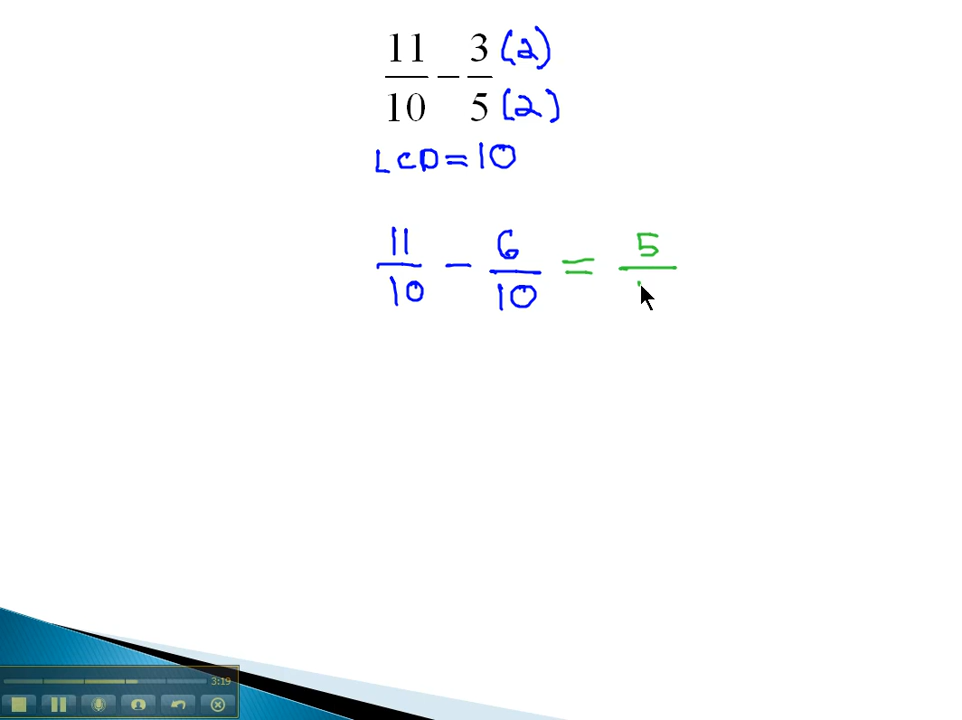 11/10 − 3(2)/5(2)
LCD = 10
11/10 − 6/10 = 5/
3:19